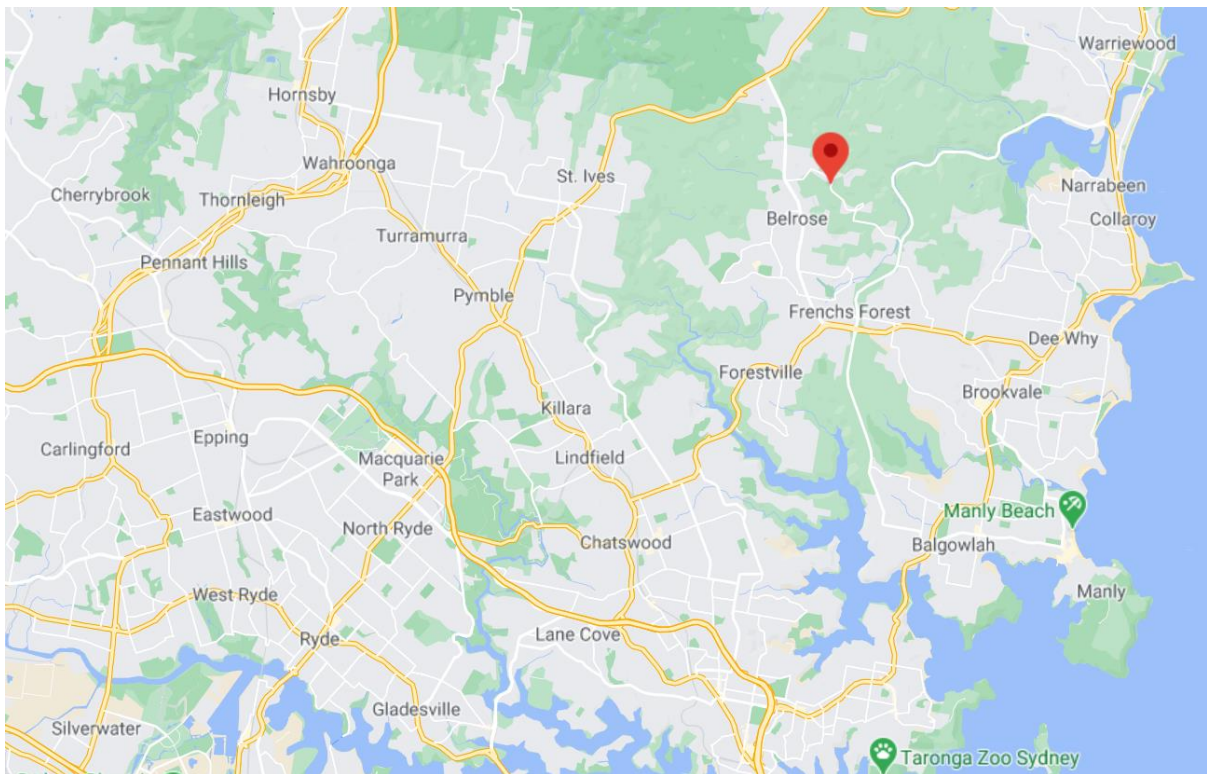 Warriewood
Hornsby
Wahroonga
St. Ives
Cherrybrook
Thornleigh
Narrabeen
Belrose
Collaroy
Turramurra
Pennant Hills
Pymble
Frenchs Forest
Dee Why
Forestville
Brookvale
Killara
Epping
Carlingford
Macquarie
Park
Lindfield
Eastwood
North Ryde
Manly Beach
Chatswood
Balgowlah
West Ryde
Manly
Ryde
Lane Cove
Gladesville
Silverwater
Taronga Zoo Sydney